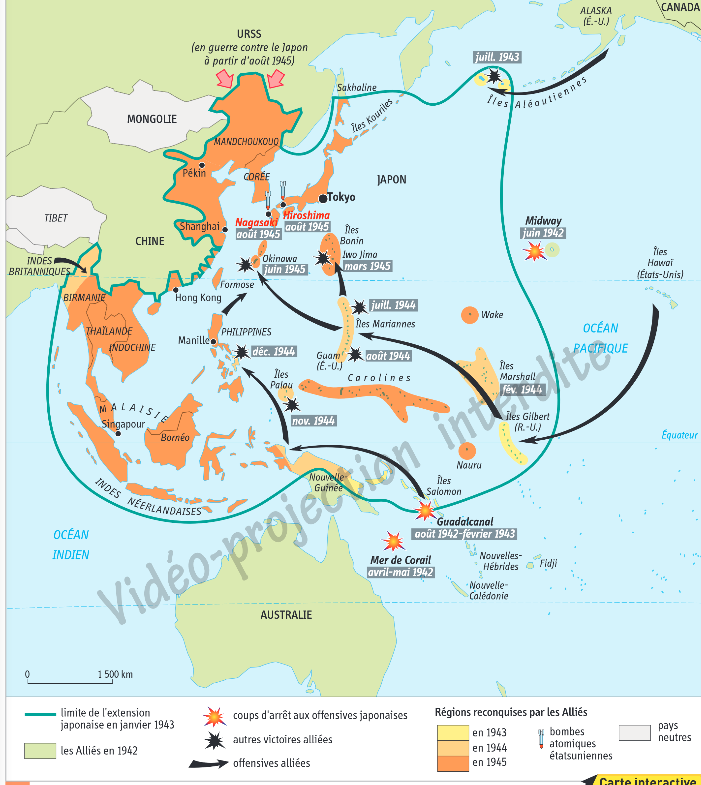 ALASKA
(É.-U.)
CANADA
URSS
(en guerre contre le Japon
à partir d'août 1945)
juill. 1943
Îles Aléoutiennes
Sakhaline
Îles Kouriles
MONGOLIE
MANDCHOUKOUO
Pékin
CORÉE
JAPON
Tokyo
TIBET
CHINE
Shanghai
Nagasaki
août 1945
Hiroshima
août 1945
Îles
Bonin
Midway
juin 1942
INDES
BRITANNIQUES
Okinawa
juin 1945
Iwo Jima
mars 1945
Îles
Hawaï
(États-Unis)
BIRMANIE
Hong Kong
Formose
juill. 1944
Îles Mariannes
Wake
THAÏLANDE
INDOCHINE
Manille
PHILIPPINES
déc. 1944
Guam
(É.-U.)
août 1944
OCÉAN
PACIFIQUE
Îles
Palau
Carolines
Îles
Marshall
fév. 1944
MALAISIE
Singapour
Bornéo
nov. 1944
Îles Gilbert
(R.-U.)
Équateur
Nauru
INDES NÉERLANDAISES
Nouvelle-
Guinée
Îles
Salomon
Guadalcanal
août 1942-février 1943
OCÉAN
INDIEN
Mer de Corail
avril-mai 1942
Nouvelles-
Hébrides
Fidji
Nouvelle-
Calédonie
AUSTRALIE
Vidéo-projection interdite
0 1 500 km
limite de l'extension
japonaise en janvier 1943
les Alliés en 1942
coups d'arrêt aux offensives japonaises
autres victoires alliées
offensives alliées
Régions reconquises par les Alliés
en 1943
en 1944
en 1945
bombes
atomiques
étatsuniennes
pays
neutres
Carte interactive